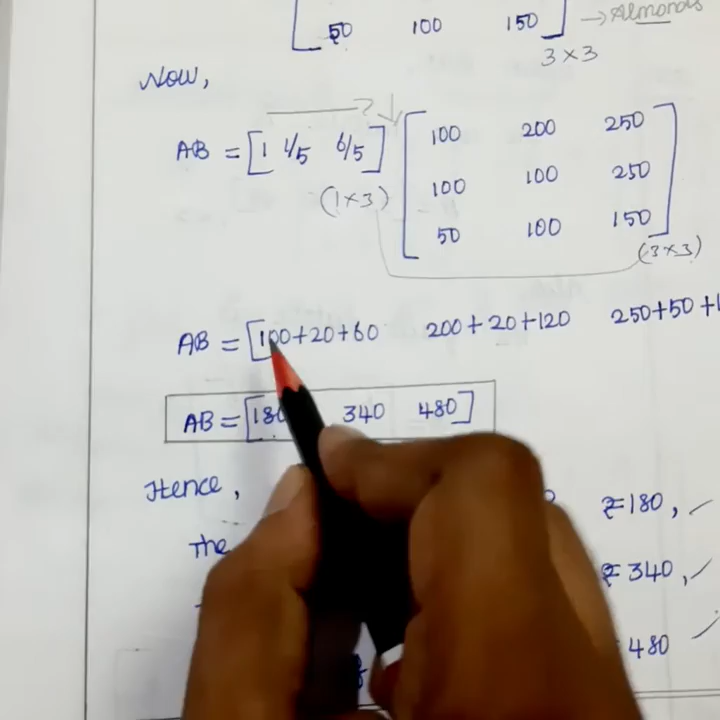 50 100 150] → Almonds
3×3
Now,
AB = [1 1/5 6/5] [100 200 250
100 100 250
50 100 150]
(1×3) (3×3)
AB = [100+20+60 200+20+120 250+50+1
AB = [180 340 480]
Hence, ₹180,
The ₹ 340,
480